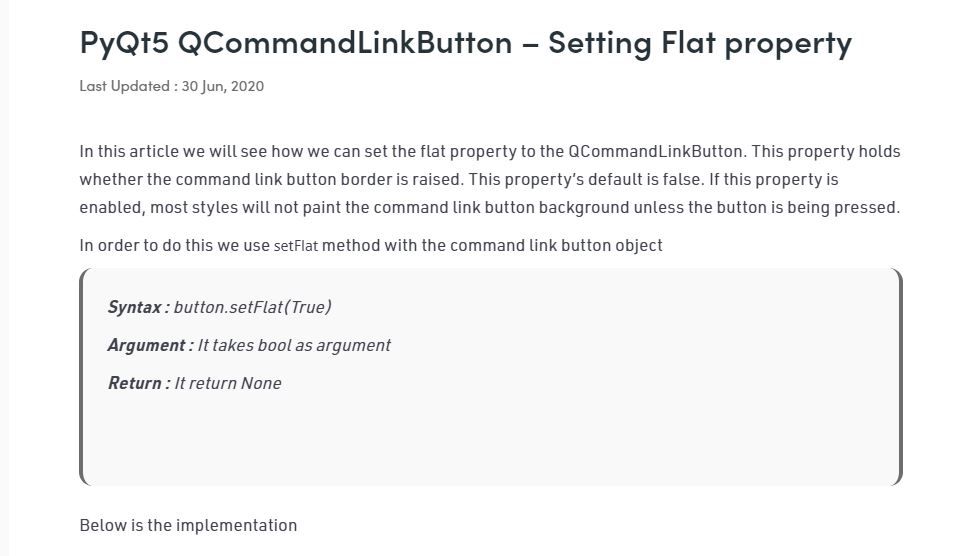 PyQt5 QCommandLinkButton – Setting Flat property
Last Updated : 30 Jun, 2020
In this article we will see how we can set the flat property to the QCommandLinkButton. This property holds
whether the command link button border is raised. This property’s default is false. If this property is
enabled, most styles will not paint the command link button background unless the button is being pressed.
In order to do this we use setFlat method with the command link button object
Syntax : button.setFlat(True)
Argument : It takes bool as argument
Return : It return None
Below is the implementation